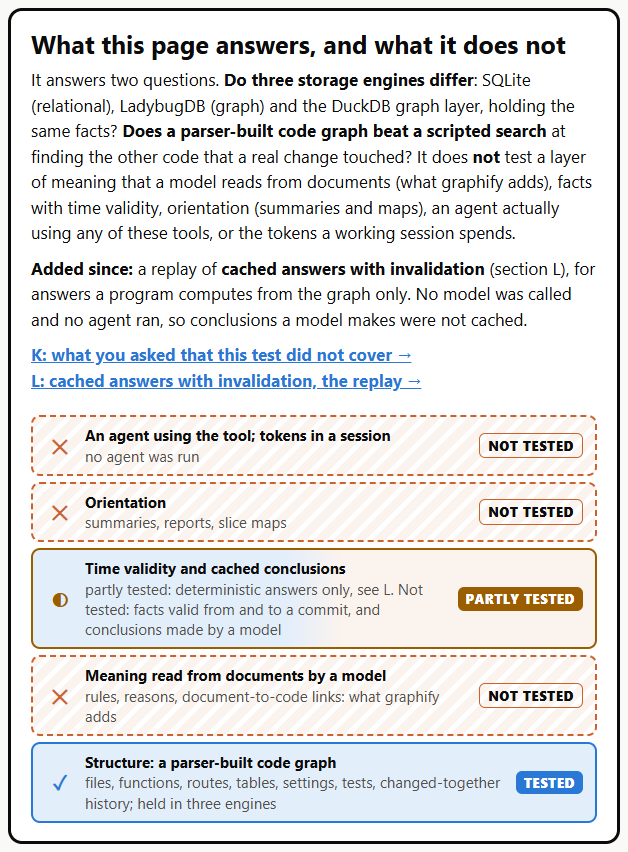 What this page answers, and what it does not
It answers two questions. Do three storage engines differ: SQLite
(relational), LadybugDB (graph) and the DuckDB graph layer, holding the
same facts? Does a parser-built code graph beat a scripted search at
finding the other code that a real change touched? It does not test a layer
of meaning that a model reads from documents (what graphify adds), facts
with time validity, orientation (summaries and maps), an agent actually
using any of these tools, or the tokens a working session spends.
Added since: a replay of cached answers with invalidation (section L), for
answers a program computes from the graph only. No model was called
and no agent ran, so conclusions a model makes were not cached.
K: what you asked that this test did not cover →
L: cached answers with invalidation, the replay →
An agent using the tool; tokens in a session
no agent was run
NOT TESTED
Orientation
summaries, reports, slice maps
NOT TESTED
Time validity and cached conclusions
partly tested: deterministic answers only, see L. Not
tested: facts valid from and to a commit, and
conclusions made by a model
PARTLY TESTED
Meaning read from documents by a model
rules, reasons, document-to-code links: what graphify
adds
NOT TESTED
Structure: a parser-built code graph
files, functions, routes, tables, settings, tests, changed-together
history; held in three engines
TESTED